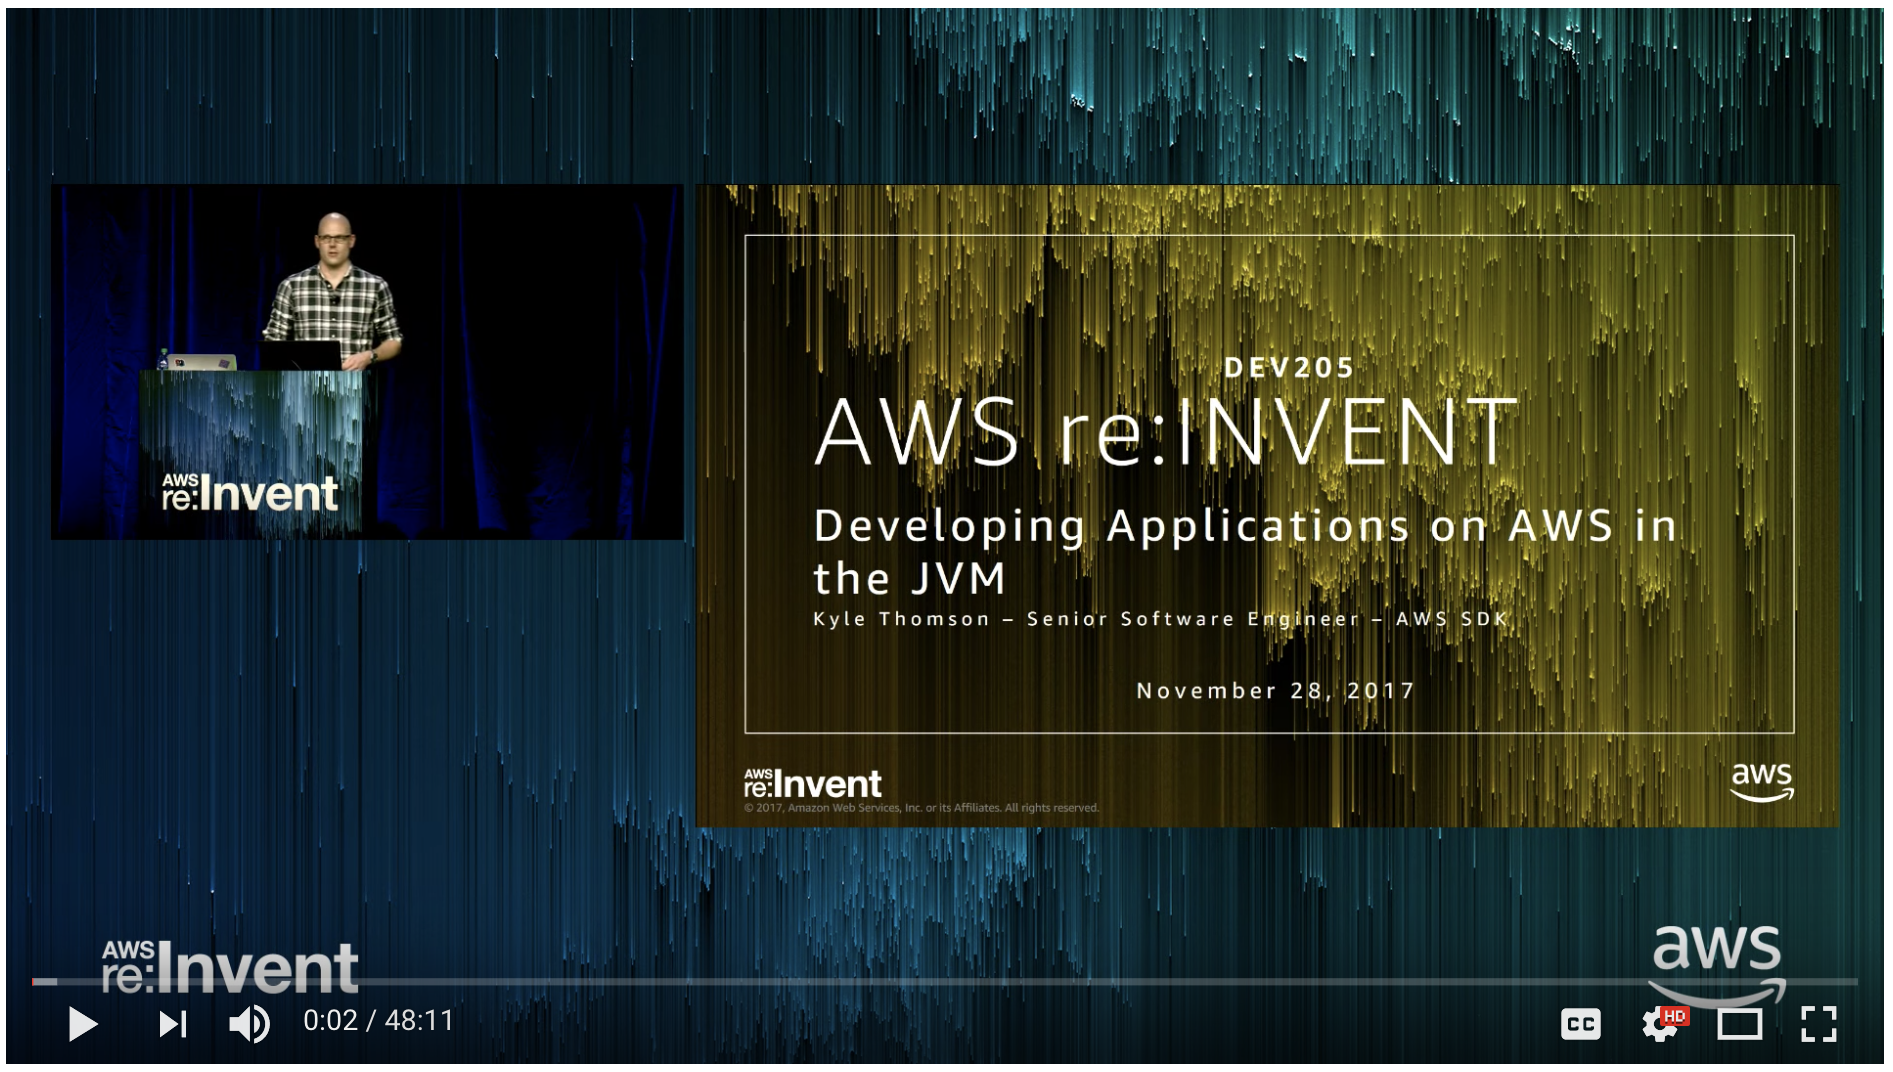 DEV205
AWS re:INVENT
Developing Applications on AWS in
the JVM
Kyle Thomson – Senior Software Engineer – AWS SDK
November 28, 2017
AWS
re:Invent
© 2017, Amazon Web Services, Inc. or its Affiliates. All rights reserved.
aws
AWS
re:Invent
AWS
re:Invent
aws
0:02 / 48:11
CC
HD